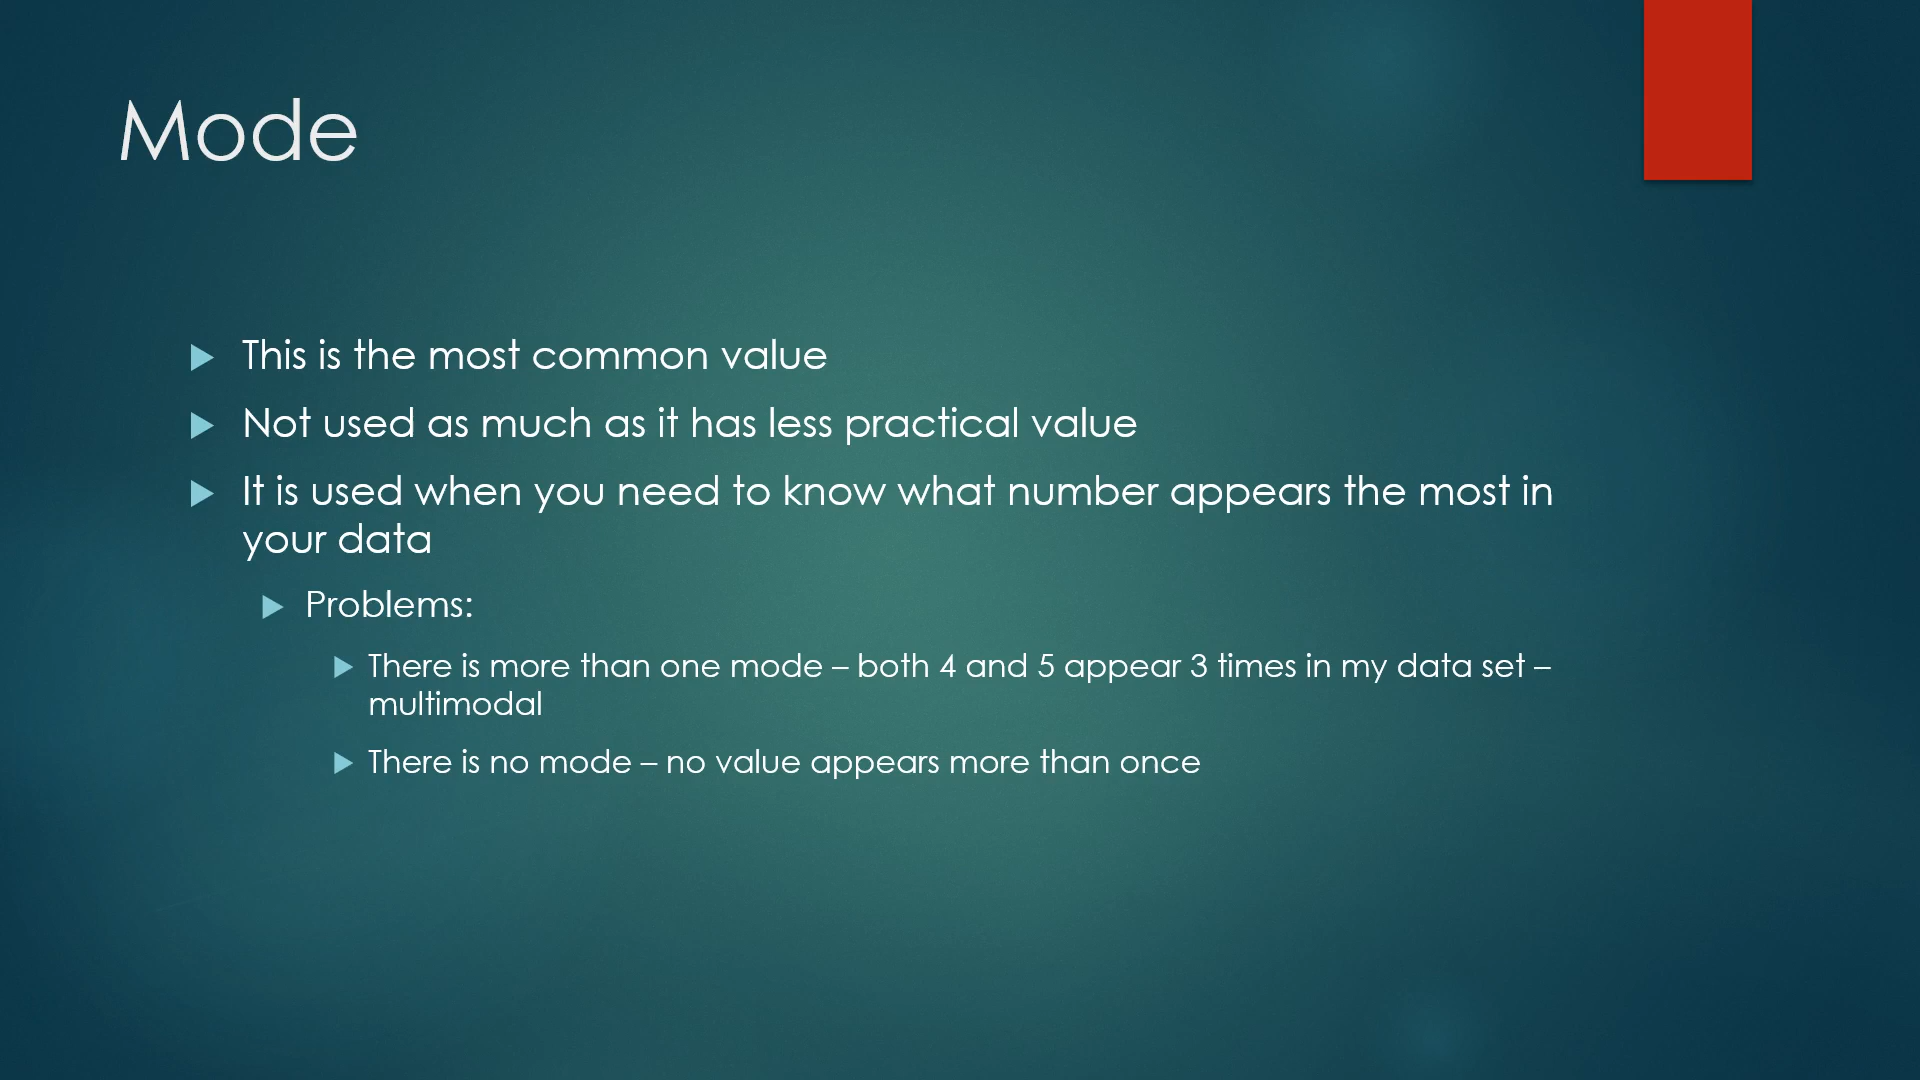 Mode
This is the most common value
Not used as much as it has less practical value
It is used when you need to know what number appears the most in
your data
Problems:
There is more than one mode – both 4 and 5 appear 3 times in my data set –
multimodal
There is no mode – no value appears more than once